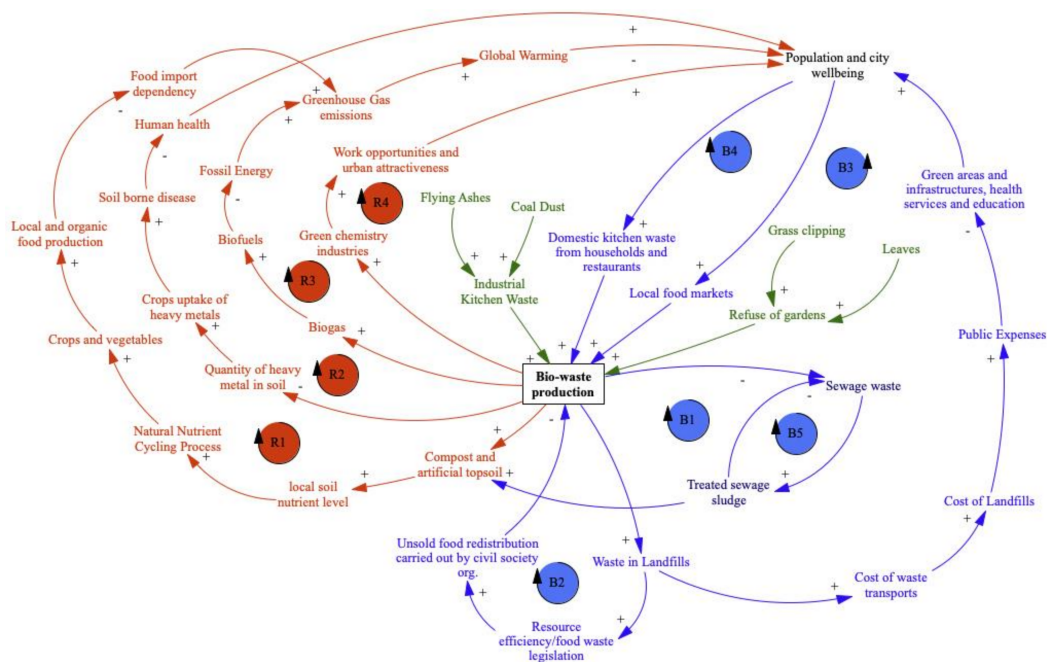 Global Warming
Population and city
wellbeing
Food import
dependency
Greenhouse Gas
emissions
Human health
Work opportunities and
urban attractiveness
B4
B3
Fossil Energy
Green areas and
infrastructures, health
services and education
Soil borne disease
R4
Flying Ashes
Coal Dust
Local and organic
food production
Biofuels
Green chemistry
industries
Domestic kitchen waste
from households and
restaurants
Grass clipping
Leaves
R3
Industrial
Kitchen Waste
Local food markets
Crops uptake of
heavy metals
Refuse of gardens
Biogas
Crops and vegetables
Public Expenses
R2
Quantity of heavy
metal in soil
Bio-waste
production
Sewage waste
B1
B5
Natural Nutrient
Cycling Process
R1
Compost and
artificial topsoil
local soil
nutrient level
Treated sewage
sludge
Cost of Landfills
Unsold food redistribution
carried out by civil society
org.
Waste in Landfills
B2
Cost of waste
transports
Resource
efficiency/food waste
legislation